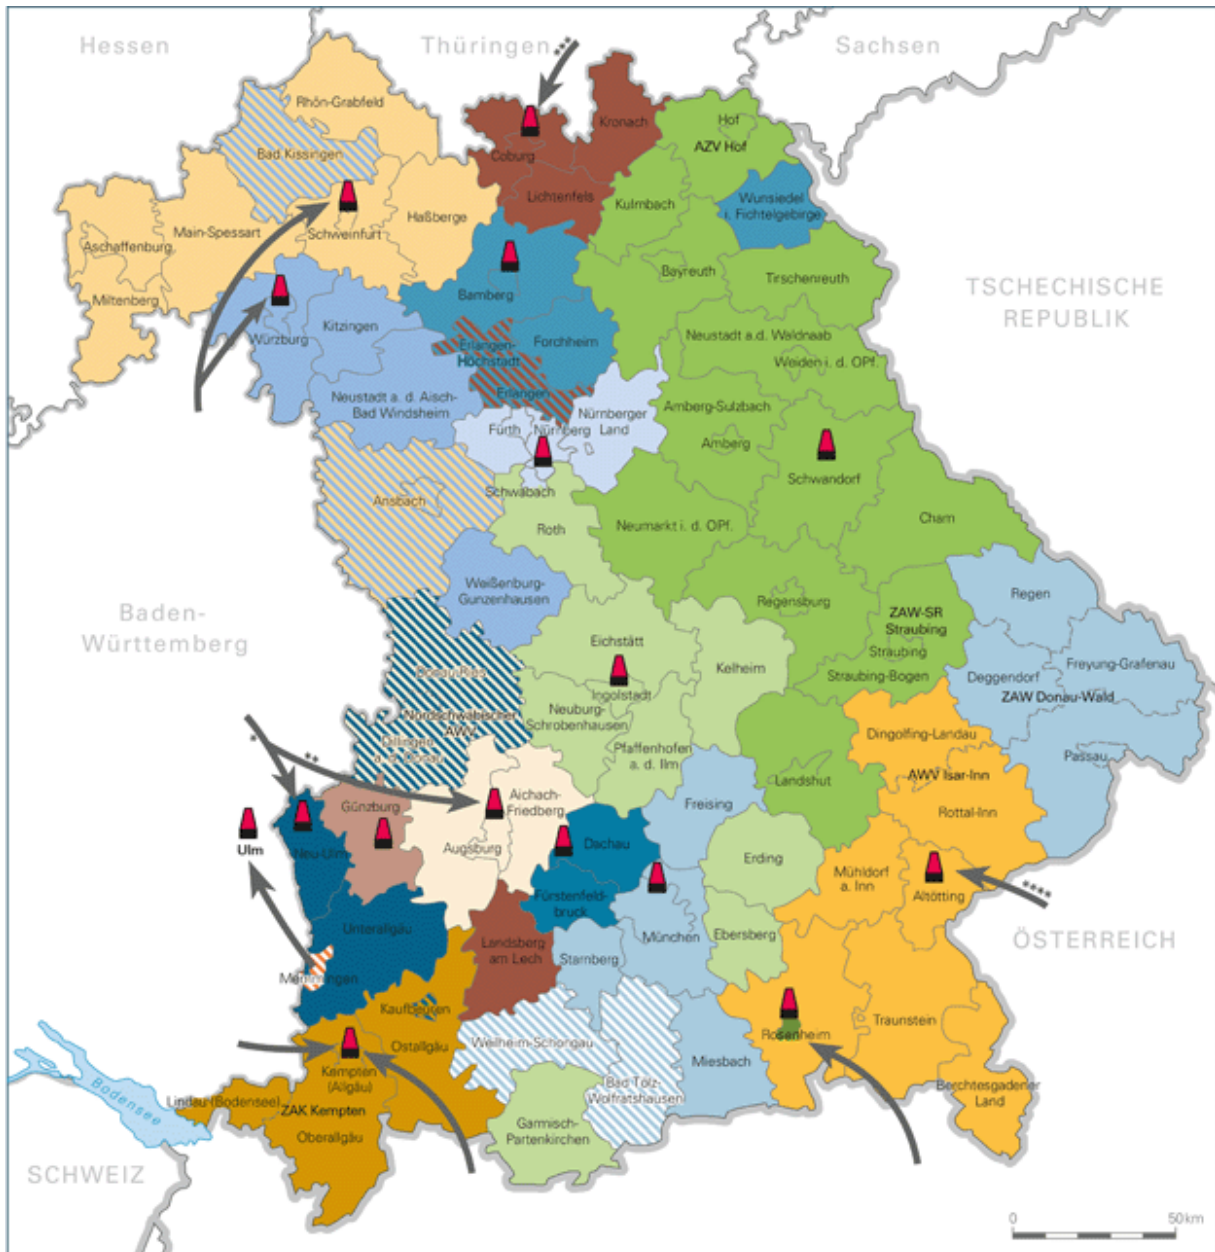 Hessen
Thüringen
***
Sachsen
Rhön-Grabfeld
Kronach
Hof
AZV Hof
Bad Kissingen
Coburg
Lichtenfels
Kulmbach
Wunsiedel
i. Fichtelgebirge
Haßberge
Main-Spessart
Schweinfurt
Aschaffenburg
Bayreuth
Tirschenreuth
Miltenberg
Bamberg
TSCHECHISCHE
REPUBLIK
Kitzingen
Würzburg
Erlangen-
Höchstadt
Forchheim
Neustadt a.d. Waldnaab
Weiden i. d. OPf.
Neustadt a. d. Aisch-
Bad Windsheim
Erlangen
Nürnberger
Land
Amberg-Sulzbach
Fürth
Nürnberg
Amberg
Schwandorf
Schwabach
Ansbach
Roth
Neumarkt i. d. OPf.
Cham
Weißenburg-
Gunzenhausen
Regen
Baden-
Württemberg
Regensburg
ZAW-SR
Straubing
Straubing
Straubing-Bogen
Eichstätt
Kelheim
Freyung-Grafenau
Deggendorf
ZAW Donau-Wald
Donau-Ries
Ingolstadt
Neuburg-
Schrobenhausen
Nordschwäbischer
AWV
Dillingen
a. d. Donau
Pfaffenhofen
a. d. Ilm
Dingolfing-Landau
Passau
*
**
Landshut
AWV Isar-Inn
Rottal-Inn
Günzburg
Aichach-
Friedberg
Freising
Ulm
Neu-Ulm
Augsburg
Dachau
Erding
Mühldorf
a. Inn
Altötting
****
Fürstenfeld-
bruck
Unterallgäu
Landsberg
am Lech
München
Ebersberg
Starnberg
ÖSTERREICH
Memmingen
Kaufbeuren
Ostallgäu
Weilheim-Schongau
Rosenheim
Traunstein
Miesbach
Kempten
(Allgäu)
Bad Tölz-
Wolfratshausen
Bodensee
Lindau (Bodensee)
ZAK Kempten
Oberallgäu
Berchtesgadener
Land
Garmisch-
Partenkirchen
SCHWEIZ
0
50 km